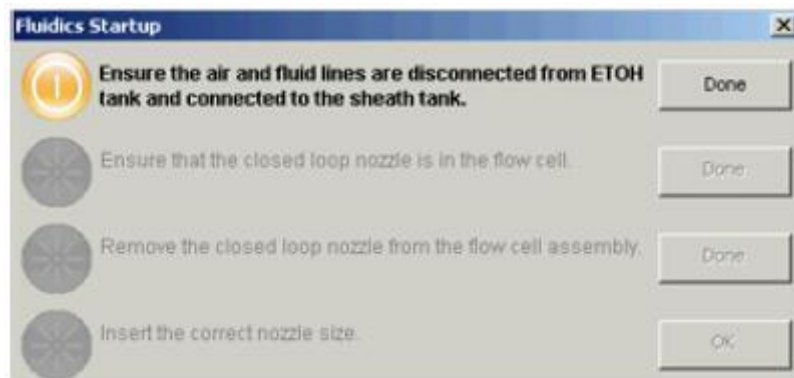 Fluidics Startup
Ensure the air and fluid lines are disconnected from ETOH
tank and connected to the sheath tank.
Done
Ensure that the closed loop nozzle is in the flow cell.
Done
Remove the closed loop nozzle from the flow cell assembly.
Done
Insert the correct nozzle size.
OK